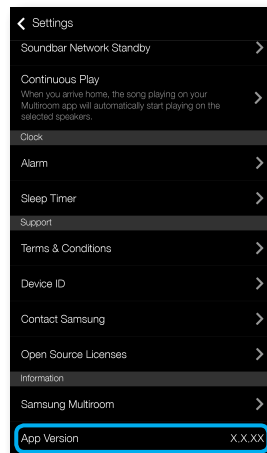 Settings
Soundbar Network Standby
Continuous Play
When you arrive home, the song playing on your
Multiroom app will automatically start playing on the
selected speakers.
Clock
Alarm
Sleep Timer
Support
Terms & Conditions
Device ID
Contact Samsung
Open Source Licenses
Information
Samsung Multiroom
App Version X.X.XX